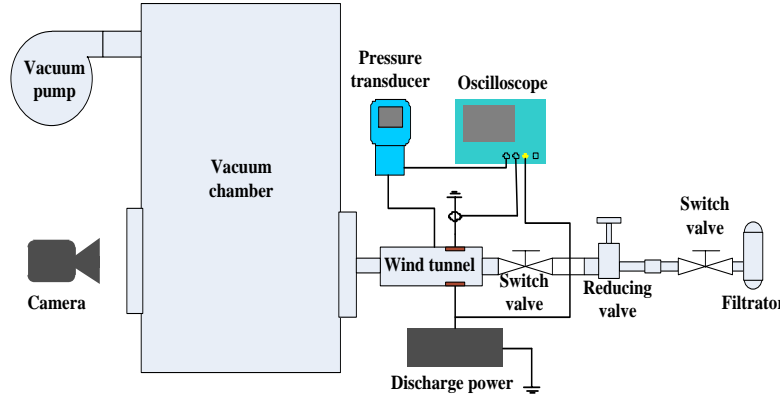 Vacuum
pump
Pressure
transducer
Oscilloscope
Vacuum
chamber
Camera
Wind tunnel
Switch
valve
Reducing
valve
Switch
valve
Filtrator
Discharge power